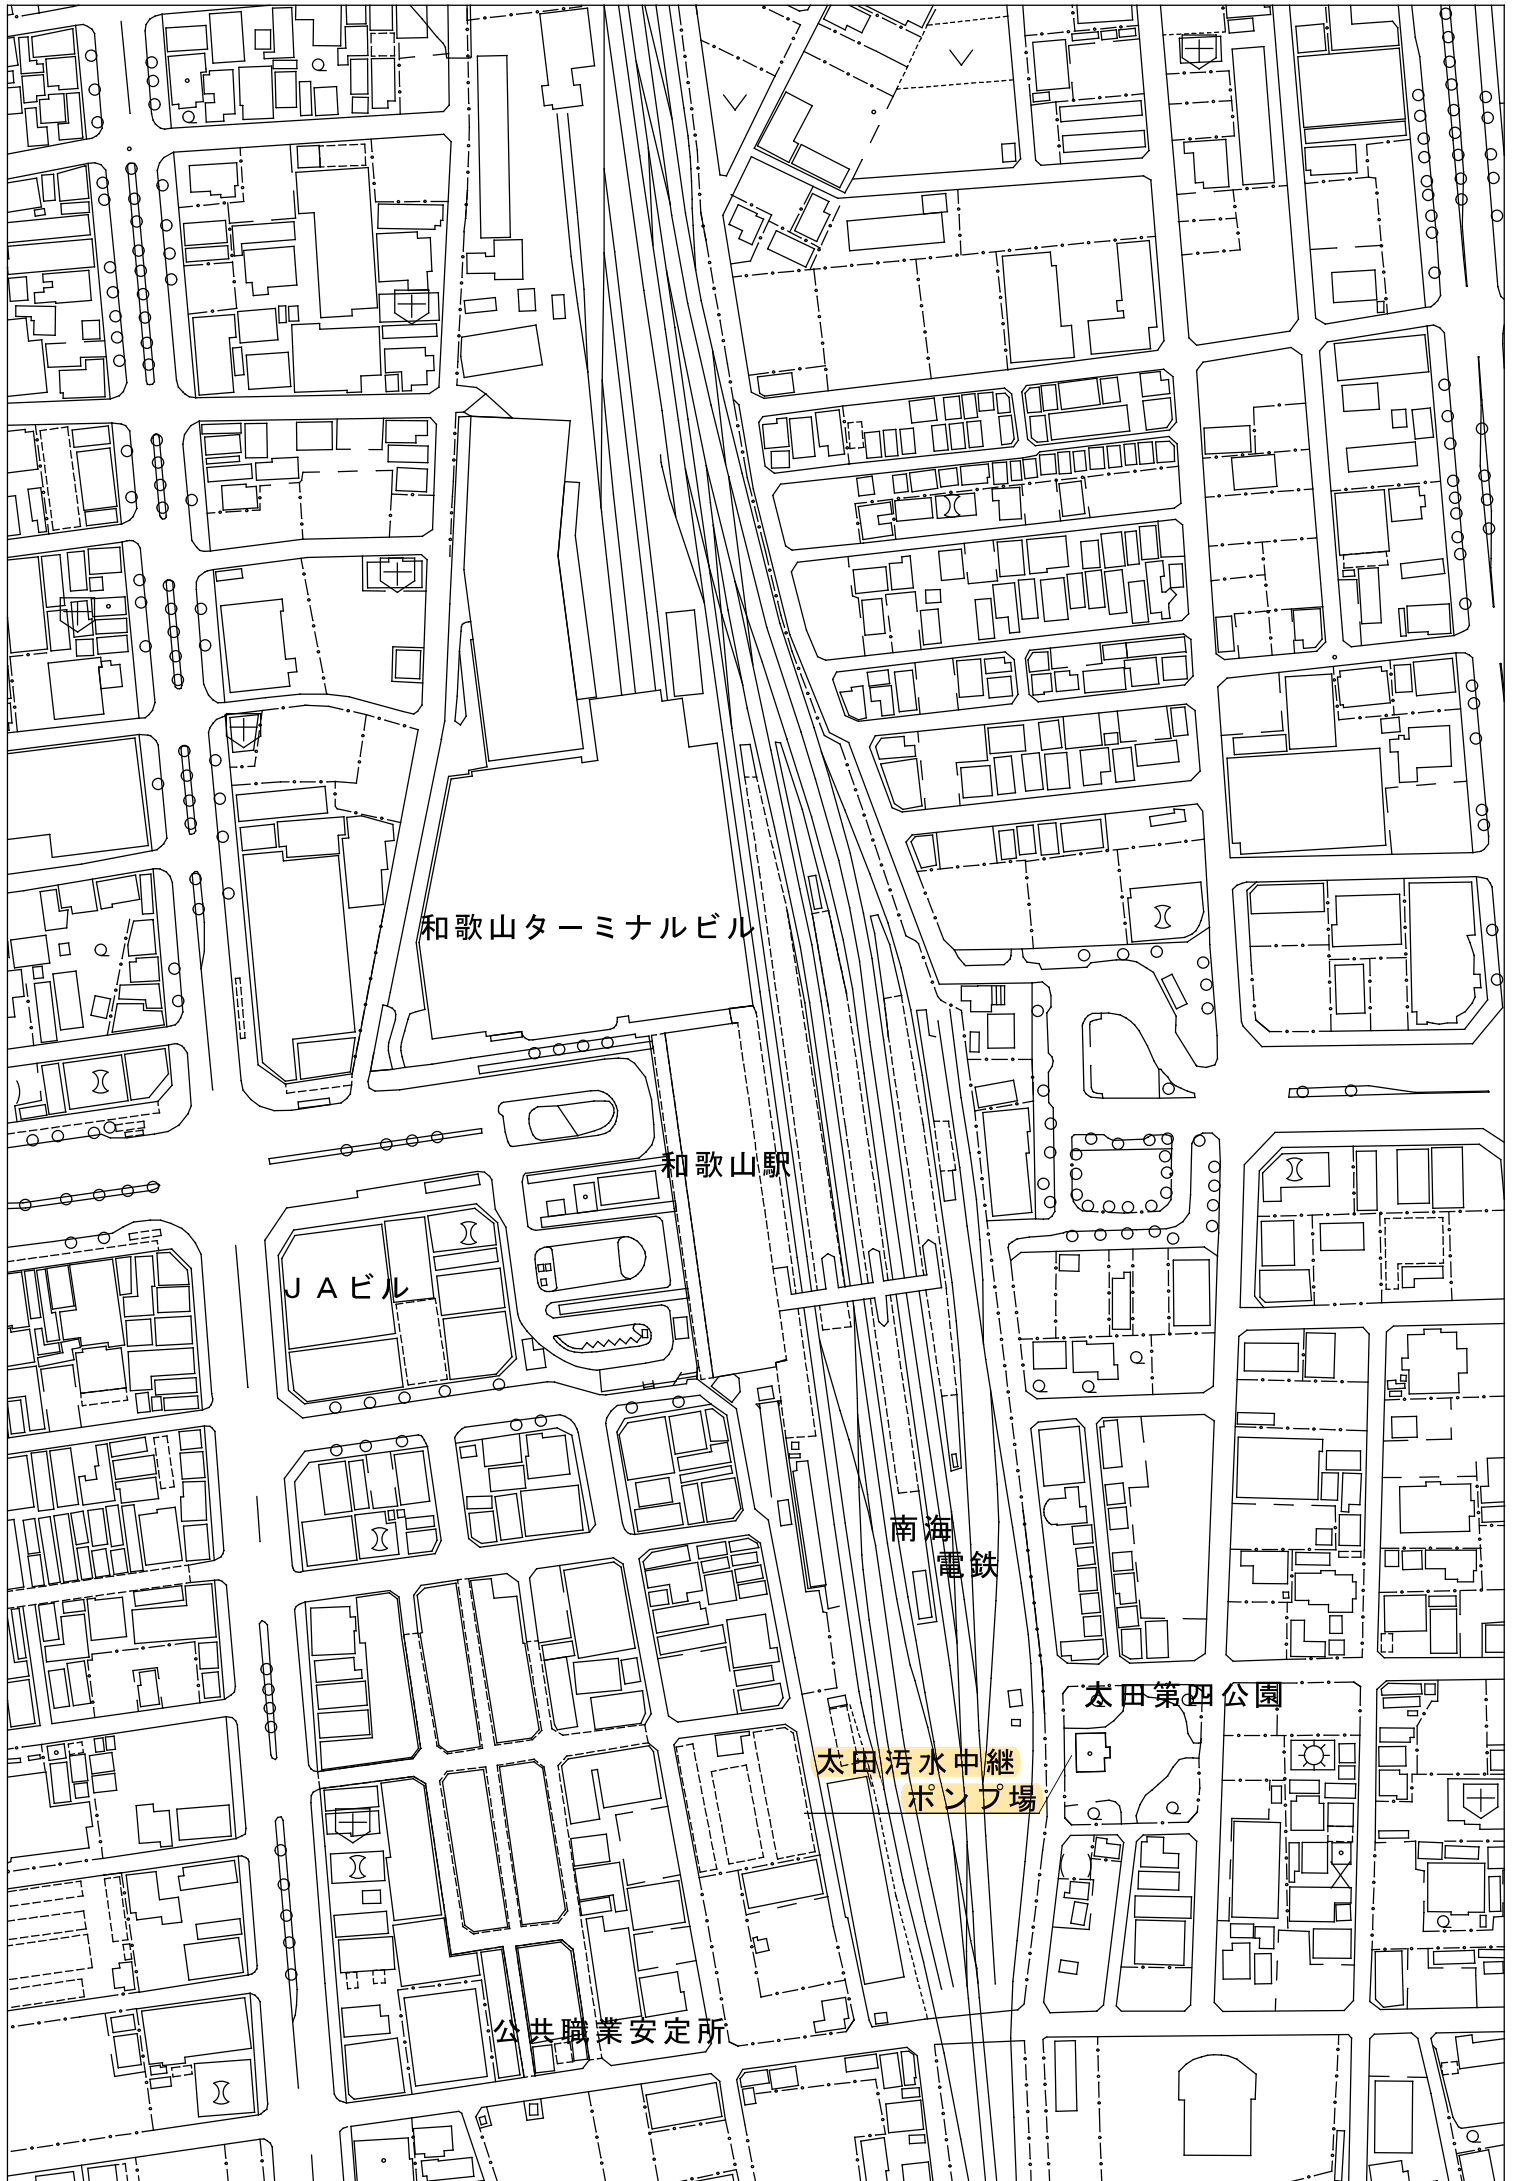 和歌山ターミナルビル
和歌山駅
JAビル
南海
電鉄
太田第四公園
太田汚水中継
ポンプ場
公共職業安定所